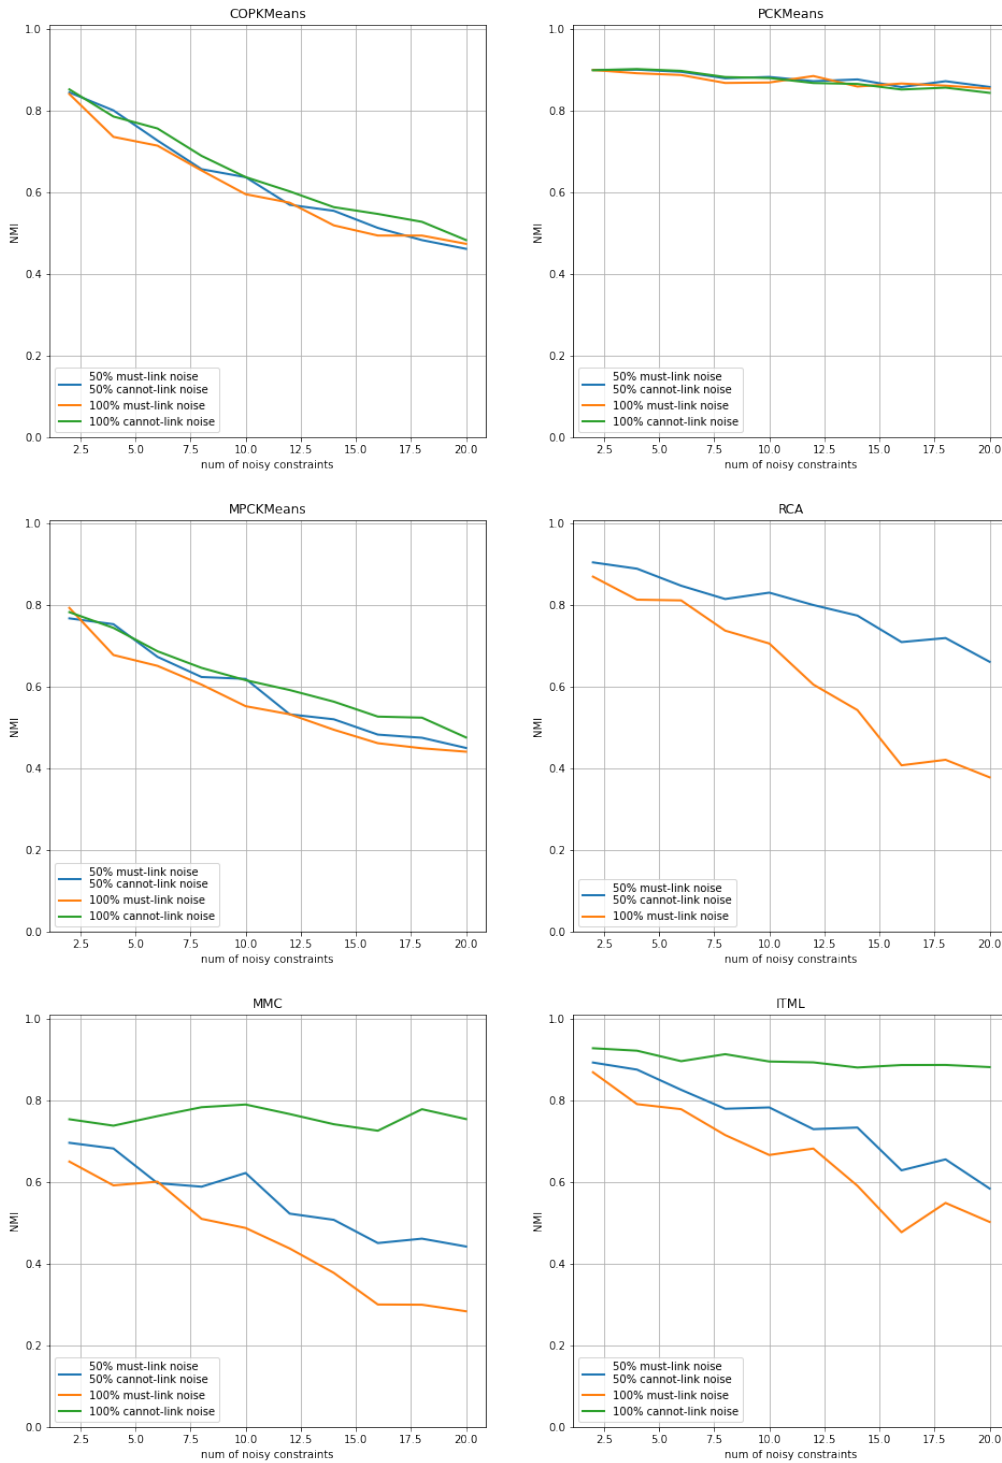 COPKMeans
1.0
0.8
0.6
0.4
0.2
0.0
NMI
50% must-link noise
50% cannot-link noise
100% must-link noise
100% cannot-link noise
2.5 5.0 7.5 10.0 12.5 15.0 17.5 20.0
num of noisy constraints
PCKMeans
1.0
0.8
0.6
0.4
0.2
0.0
NMI
50% must-link noise
50% cannot-link noise
100% must-link noise
100% cannot-link noise
2.5 5.0 7.5 10.0 12.5 15.0 17.5 20.0
num of noisy constraints
MPCKMeans
1.0
0.8
0.6
0.4
0.2
0.0
NMI
50% must-link noise
50% cannot-link noise
100% must-link noise
100% cannot-link noise
2.5 5.0 7.5 10.0 12.5 15.0 17.5 20.0
num of noisy constraints
RCA
1.0
0.8
0.6
0.4
0.2
0.0
NMI
50% must-link noise
50% cannot-link noise
100% must-link noise
2.5 5.0 7.5 10.0 12.5 15.0 17.5 20.0
num of noisy constraints
MMC
1.0
0.8
0.6
0.4
0.2
0.0
NMI
50% must-link noise
50% cannot-link noise
100% must-link noise
100% cannot-link noise
2.5 5.0 7.5 10.0 12.5 15.0 17.5 20.0
num of noisy constraints
ITML
1.0
0.8
0.6
0.4
0.2
0.0
NMI
50% must-link noise
50% cannot-link noise
100% must-link noise
100% cannot-link noise
2.5 5.0 7.5 10.0 12.5 15.0 17.5 20.0
num of noisy constraints